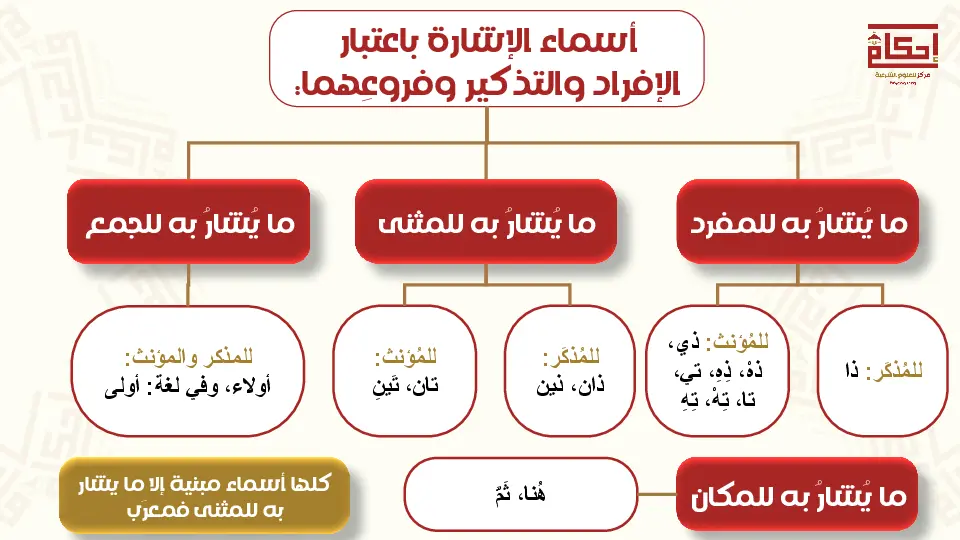 أسماء الإشارة باعتبار
الإفراد والتذكير وفروعِهما:
إحكام
مركز للعلوم الشرعية
ما يُشارُ به للمفرد
ما يُشارُ به للمثنى
ما يُشارُ به للجمع
للمُذكَر: ذا
للمُؤنث: ذي،
ذهْ، ذِهِ، تي،
تا، تِهْ، تِهِ
للمُذكَر:
ذان، ذين
للمُؤنث:
تان، تَينِ
للمذكر والمؤنث:
أولاء، وفي لغة: أولى
ما يُشارُ به للمكان
هُنا، ثَمَّ
كلها أسماء مبنية إلا ما يشار
به للمثنى فمعرَب